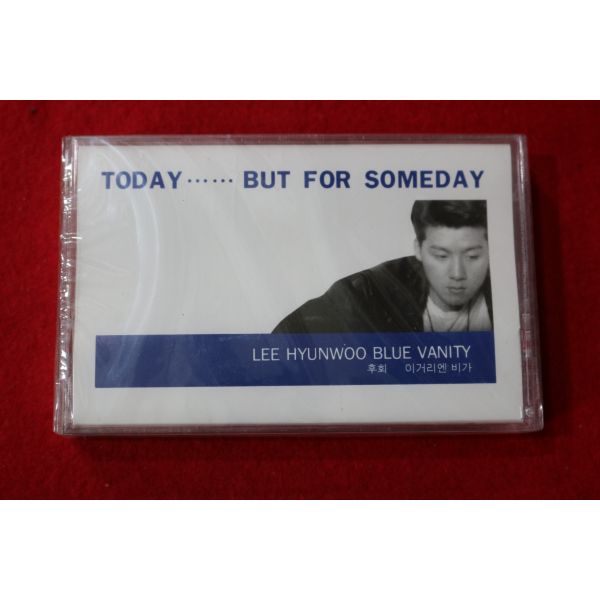 TODAY······ BUT FOR SOMEDAY
LEE HYUNWOO BLUE VANITY
후회 이거리엔 비가